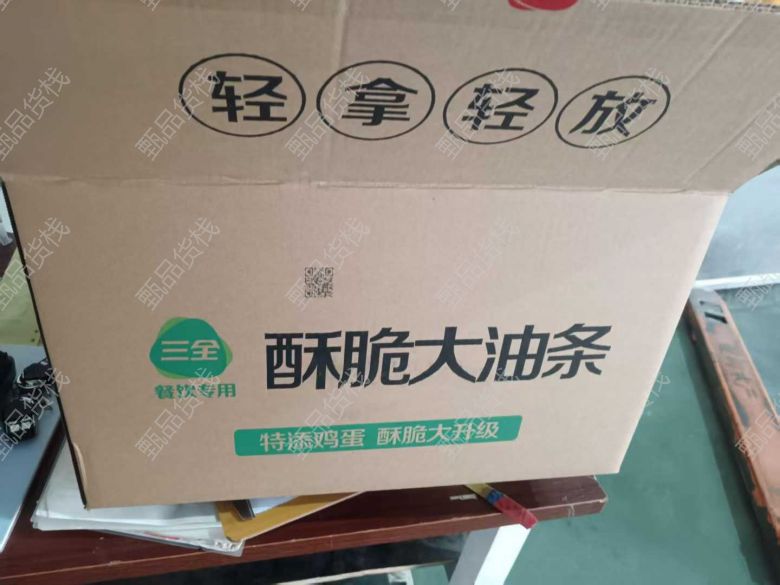 轻拿轻放
三全
餐饮专用
酥脆大油条
特添鸡蛋 酥脆大升级
甄品货栈